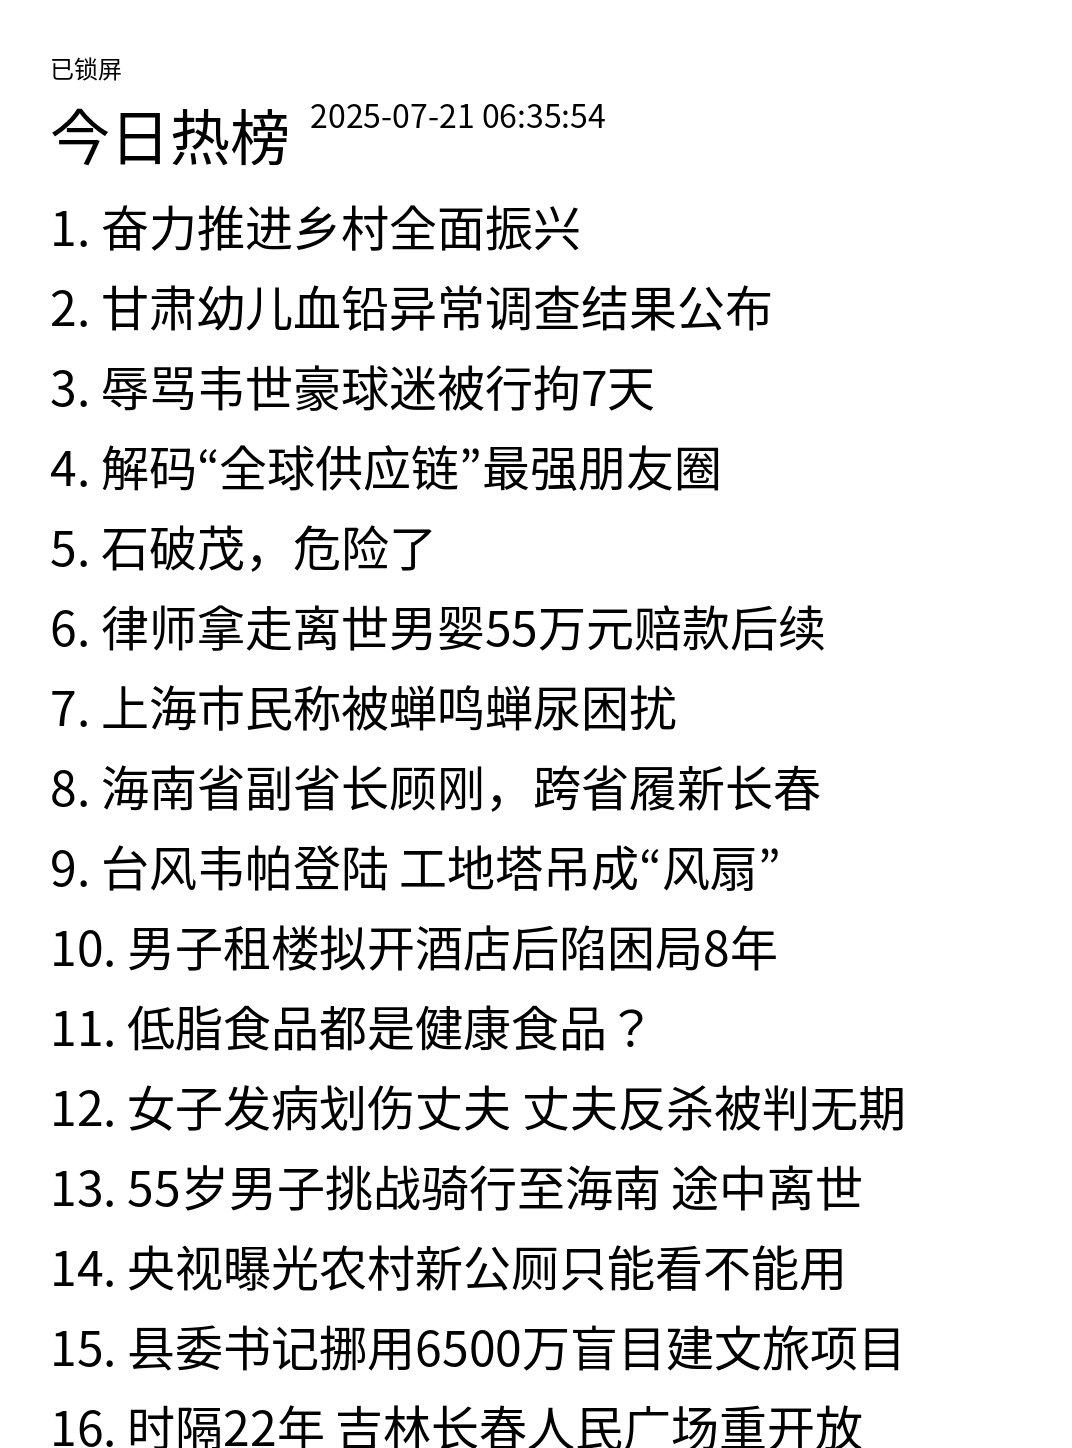 已锁屏
今日热榜 2025-07-21 06:35:54
1. 奋力推进乡村全面振兴
2. 甘肃幼儿血铅异常调查结果公布
3. 辱骂韦世豪球迷被行拘7天
4. 解码“全球供应链”最强朋友圈
5. 石破茂，危险了
6. 律师拿走离世男婴55万元赔款后续
7. 上海市民称被蝉鸣蝉尿困扰
8. 海南省副省长顾刚，跨省履新长春
9. 台风韦帕登陆 工地塔吊成“风扇”
10. 男子租楼拟开酒店后陷困局8年
11. 低脂食品都是健康食品？
12. 女子发病划伤丈夫 丈夫反杀被判无期
13. 55岁男子挑战骑行至海南 途中离世
14. 央视曝光农村新公厕只能看不能用
15. 县委书记挪用6500万盲目建文旅项目
16. 时隔22年 吉林长春人民广场重开放